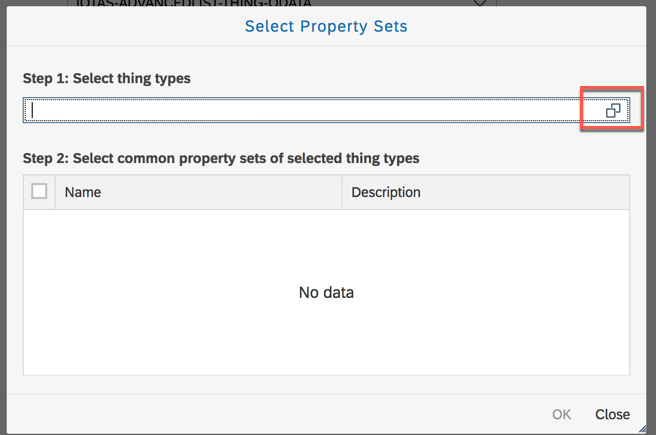 IOTAS-ADVANCEDLIST-THING-ODATA
Select Property Sets
Step 1: Select thing types
Step 2: Select common property sets of selected thing types
Name Description
No data
OK Close